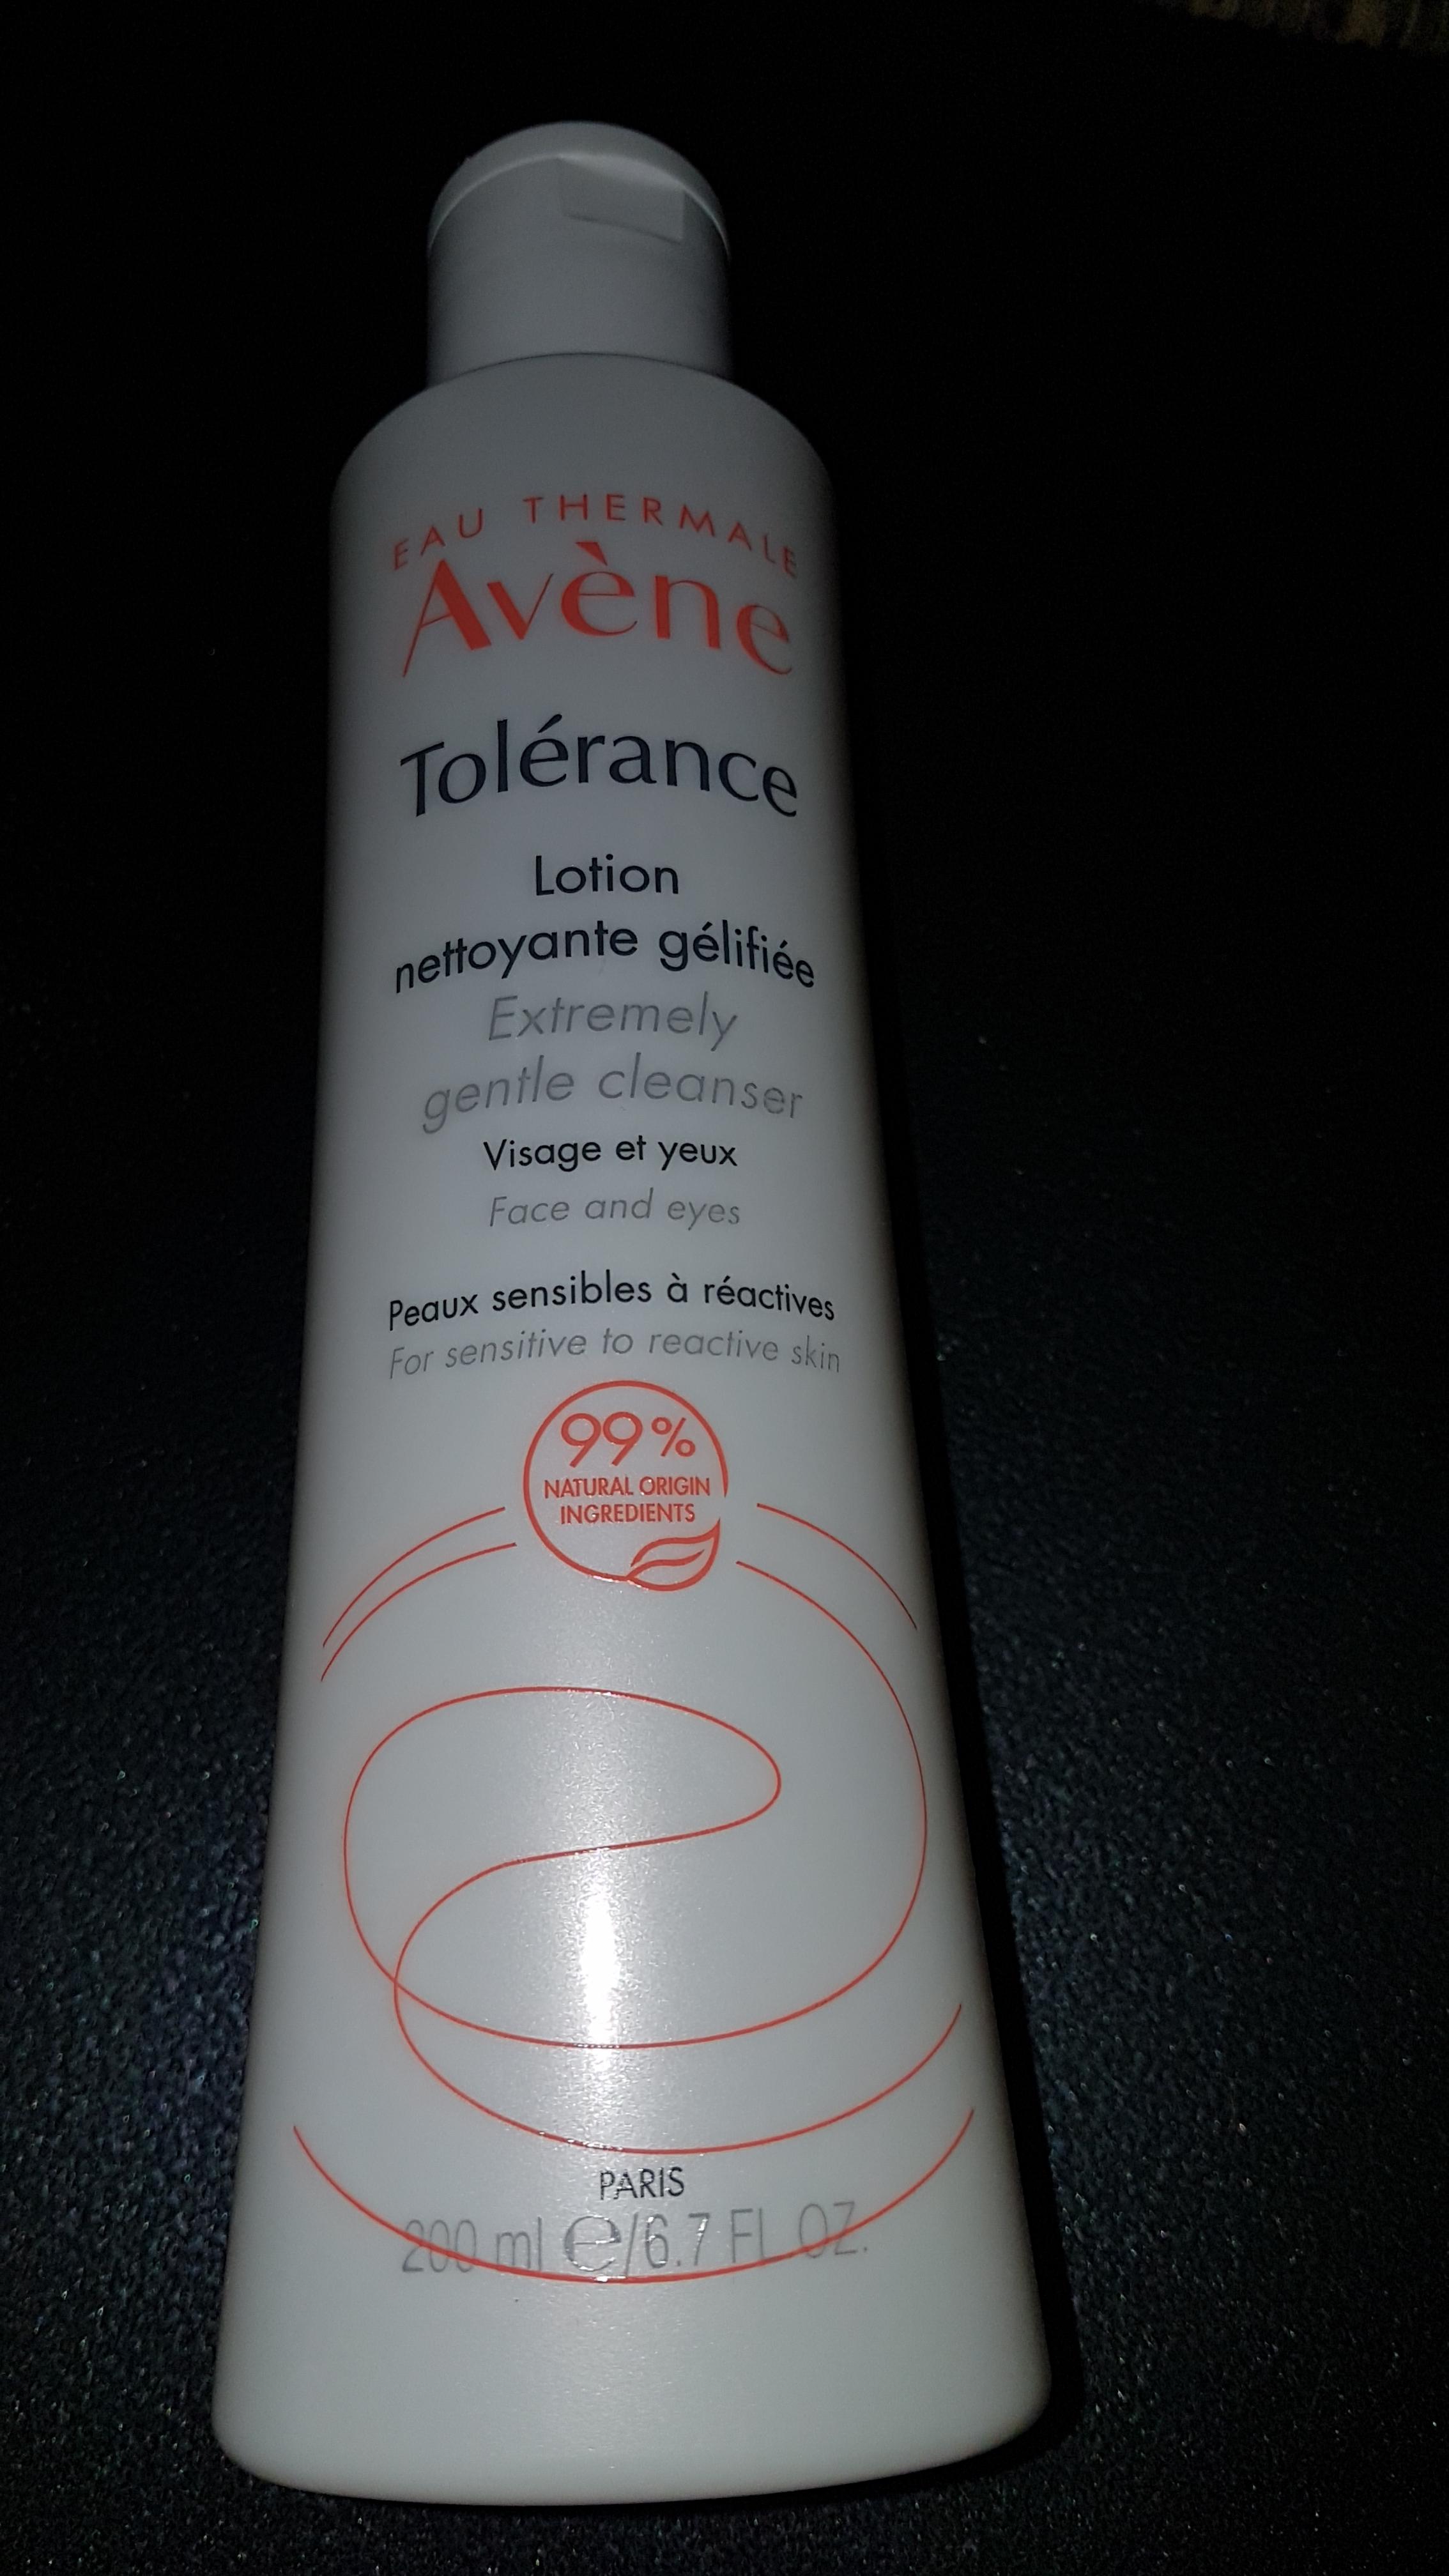 EAU THERMALE
Avène
Tolérance
Lotion
nettoyante gélifiée
Extremely
gentle cleanser
Visage et yeux
Face and eyes
Peaux sensibles à réactives
For sensitive to reactive skin
99%
NATURAL ORIGIN
INGREDIENTS
PARIS
200 ml e/6.7 FL OZ.